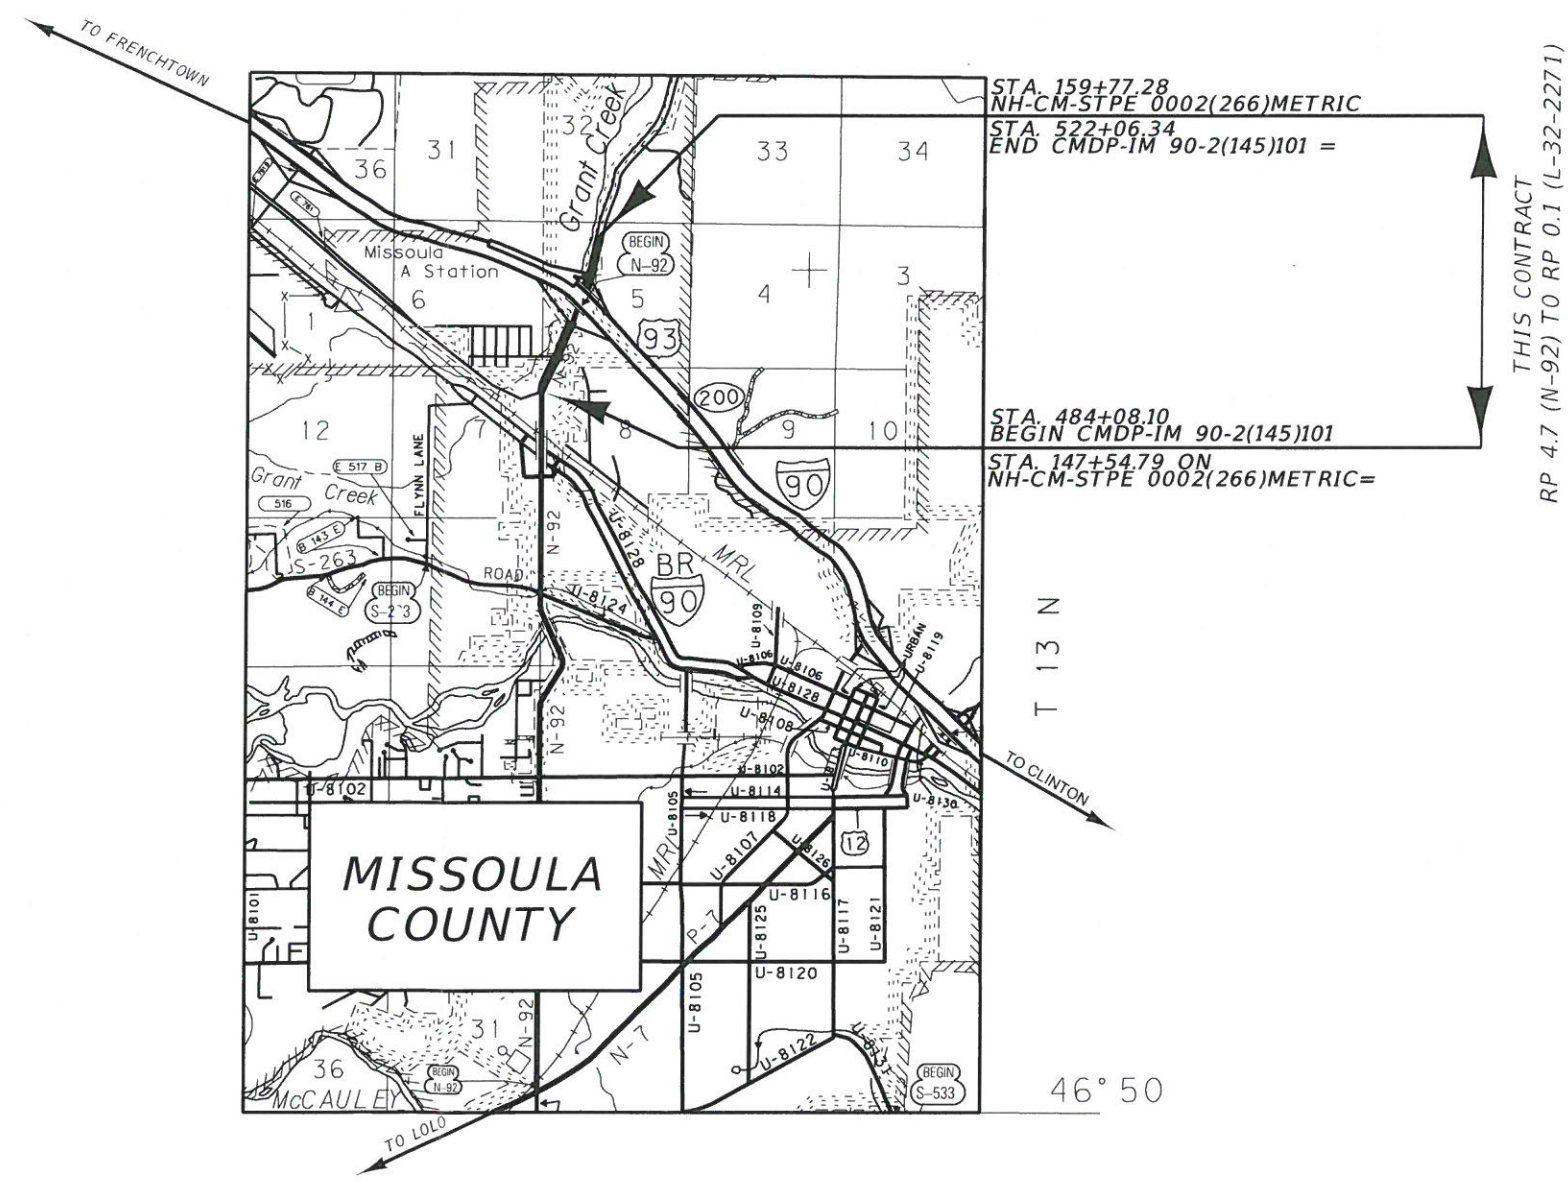 TO FRENCHTOWN
STA. 159+77.28
NH-CM-STPE 0002(266)METRIC
STA. 522+06.34
END CMDP-IM 90-2(145)101 =
THIS CONTRACT
RP 4.7 (N-92) TO RP 0.1 (L-32-2271)
Grant Creek
32
31
36
33
34
E 781
BEGIN
N-92
Missoula
A Station
6
5
4
3
1
93
200
STA. 484+08.10
BEGIN CMDP-IM 90-2(145)101
STA. 147+54.79 ON
NH-CM-STPE 0002(266)METRIC=
12
7
8
9
10
FLYNN LANE
E 517 B
Grant
Creek
516
90
B 143 E
S-263
B 144 E
BEGIN
ROAD
N-92
U-8128
U-8124
BR
90
MRL
U-8109
U-8106
U-8106
U-8128
U-8108
URBAN
U-8119
T 13 N
N-92
U-8110
TO CLINTON
U-8102
U-8102
U-8114
U-8130
U-8105
U-8118
MISSOULA
COUNTY
U-8107
U-8126
12
U-8116
U-8101
P-7
U-8125
U-8117
U-8121
U-8120
U-8105
31
N-92
N-7
U-8122
36
McCAULEY
BEGIN
N-92
BEGIN
S-533
46° 50
TO LOLO